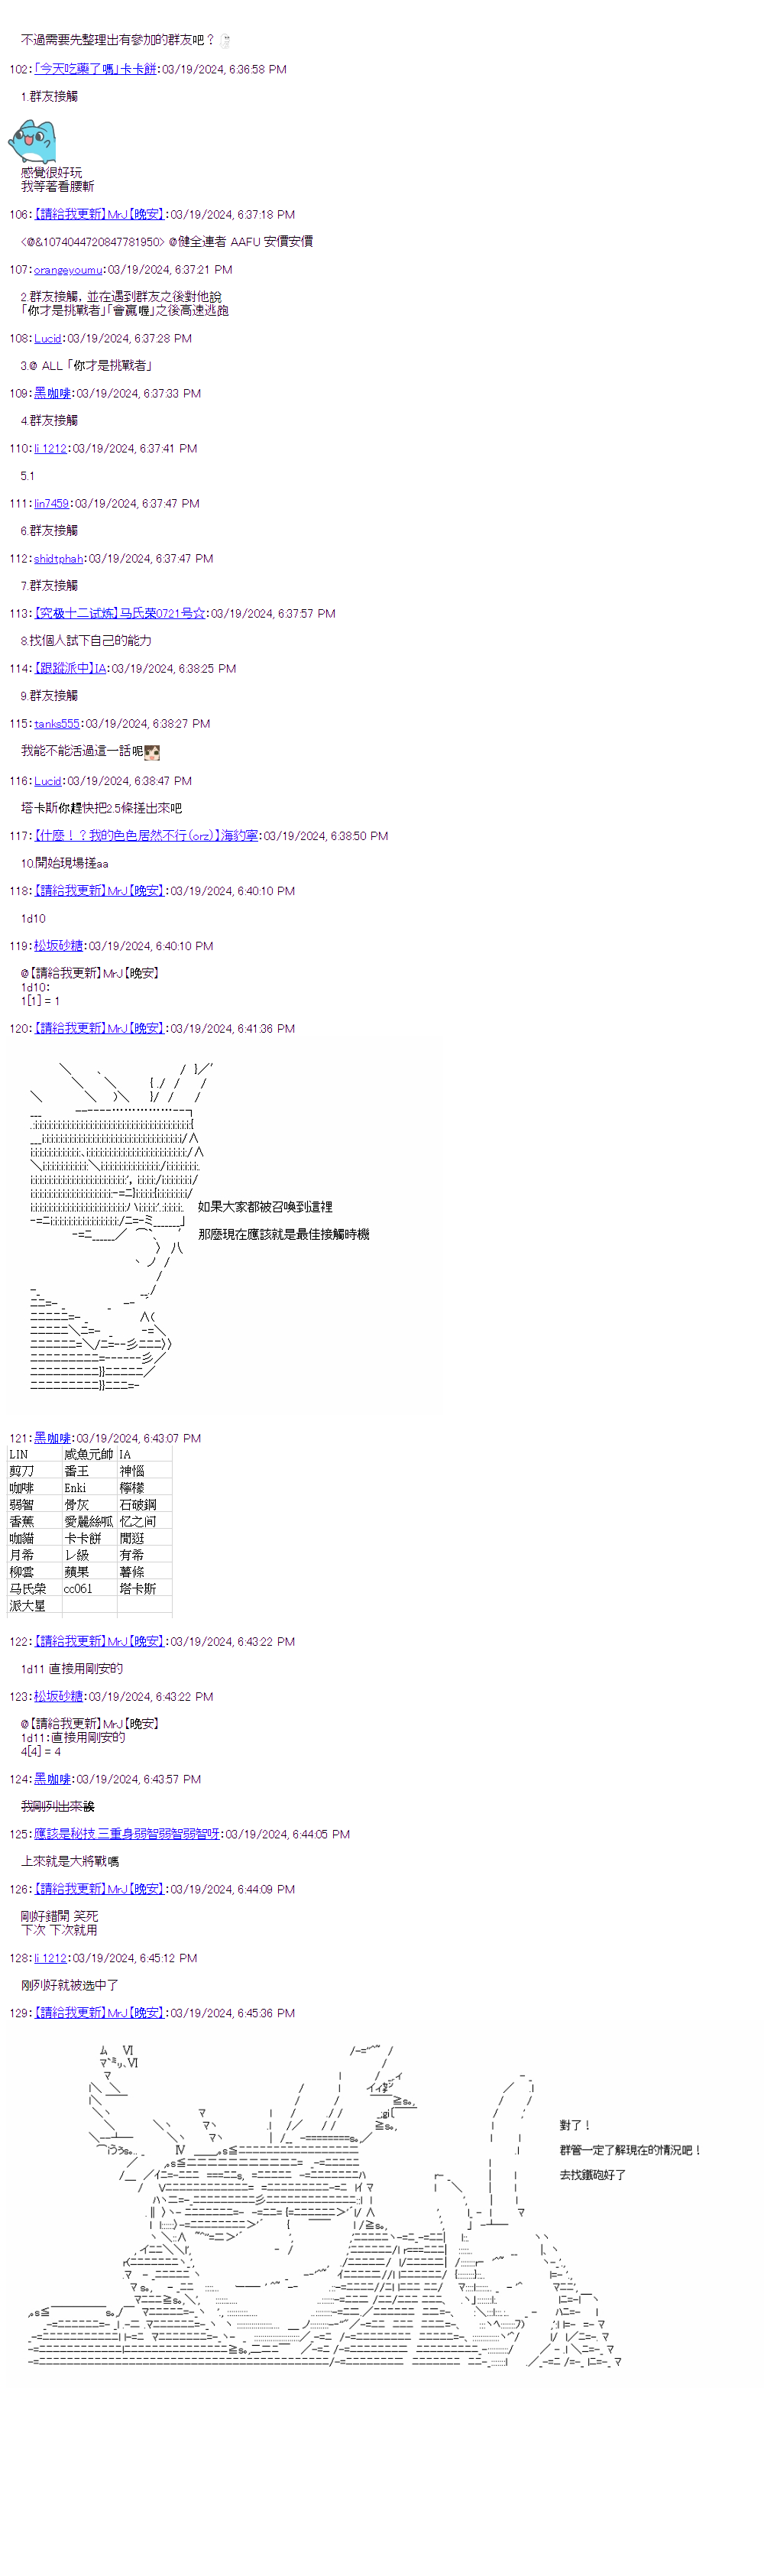 不過需要先整理出有參加的群友吧？
102：「今天吃藥了嗎」卡卡餅：03/19/2024, 6:36:58 PM
1.群友接觸
感覺很好玩
我等著看腰斬
106：【請給我更新】MrJ【晚安】：03/19/2024, 6:37:18 PM
<@&1074044720847781950> @健全連者 AAFU 安價安價
107：orangeyoumu：03/19/2024, 6:37:21 PM
2.群友接觸，並在遇到群友之後對他說
「你才是挑戰者」「會贏喔」之後高速逃跑
108：Lucid：03/19/2024, 6:37:28 PM
3.@ ALL「你才是挑戰者」
109：黑咖啡：03/19/2024, 6:37:33 PM
4.群友接觸
110：li_1212：03/19/2024, 6:37:41 PM
5.1
111：lin7459：03/19/2024, 6:37:47 PM
6.群友接觸
112：shidtphah：03/19/2024, 6:37:47 PM
7.群友接觸
113：【究极十二试炼】马氏荣0721号☆：03/19/2024, 6:37:57 PM
8.找個人試下自己的能力
114：【跟蹤派中】IA：03/19/2024, 6:38:25 PM
9.群友接觸
115：tanks555：03/19/2024, 6:38:27 PM
我能不能活過這一話呢
116：Lucid：03/19/2024, 6:38:47 PM
塔卡斯你趕快把2.5條搓出來吧
117：【什麼！？我的色色居然不行(orz)】海豹寧：03/19/2024, 6:38:50 PM
10.開始現場搓aa
118：【請給我更新】MrJ【晚安】：03/19/2024, 6:40:10 PM
1d10
119：松坂砂糖：03/19/2024, 6:40:10 PM
@【請給我更新】MrJ【晚安】
1d10：
1[1] = 1
120：【請給我更新】MrJ【晚安】：03/19/2024, 6:41:36 PM
如果大家都被召喚到這裡
那麼現在應該就是最佳接觸時機
121：黑咖啡：03/19/2024, 6:43:07 PM
LIN 咸魚元帥 IA
剪刀 番王 神惱
咖啡 Enki 檸檬
弱智 骨灰 石破鋼
香蕉 愛麗絲呱 忆之间
咖貓 卡卡餅 閒逛
月希 レ級 有希
柳雲 蘋果 薯條
马氏荣 cc061 塔卡斯
派大星
122：【請給我更新】MrJ【晚安】：03/19/2024, 6:43:22 PM
1d11 直接用剛安的
123：松坂砂糖：03/19/2024, 6:43:22 PM
@【請給我更新】MrJ【晚安】
1d11：直接用剛安的
4[4] = 4
124：黑咖啡：03/19/2024, 6:43:57 PM
我剛列出來誒
125：應該是秘技 三重身弱智弱智弱智呀：03/19/2024, 6:44:05 PM
上來就是大將戰嗎
126：【請給我更新】MrJ【晚安】：03/19/2024, 6:44:09 PM
剛好錯開 笑死
下次 下次就用
128：li_1212：03/19/2024, 6:45:12 PM
刚列好就被选中了
129：【請給我更新】MrJ【晚安】：03/19/2024, 6:45:36 PM
對了！
群管一定了解現在的情況吧！
去找鐵砲好了